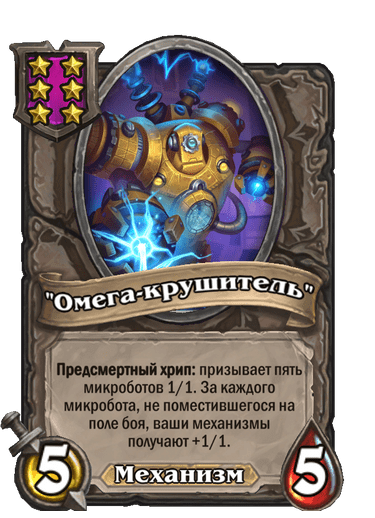 "Омега-крушитель"
Предсмертный хрип: призывает пять
микроботов 1/1. За каждого
микробота, не поместившегося на
поле боя, ваши механизмы
получают +1/1.
5
Механизм
5